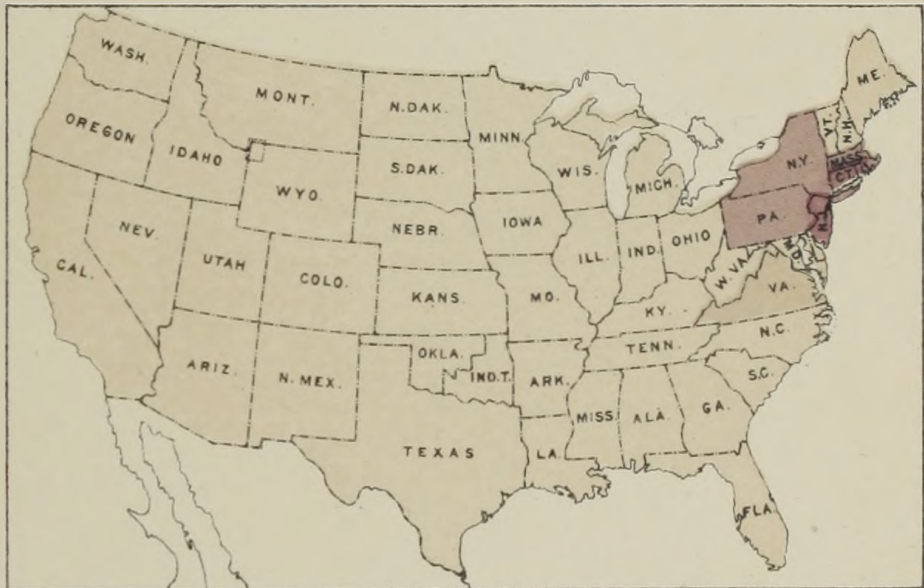 WASH.
MONT.
N.DAK.
MINN.
ME.
OREGON
IDAHO
VT.
N.H.
S.DAK.
WIS.
MICH.
N.Y.
MASS.
CT.
WYO.
NEBR.
IOWA
PA.
N.J.
NEV.
UTAH
COLO.
ILL.
IND.
OHIO
W.VA.
CAL.
KANS.
MO.
KY.
VA.
ARIZ.
N.MEX.
OKLA.
IND.T.
ARK.
TENN.
N.C.
S.C.
MISS.
ALA.
GA.
TEXAS
LA.
FLA.